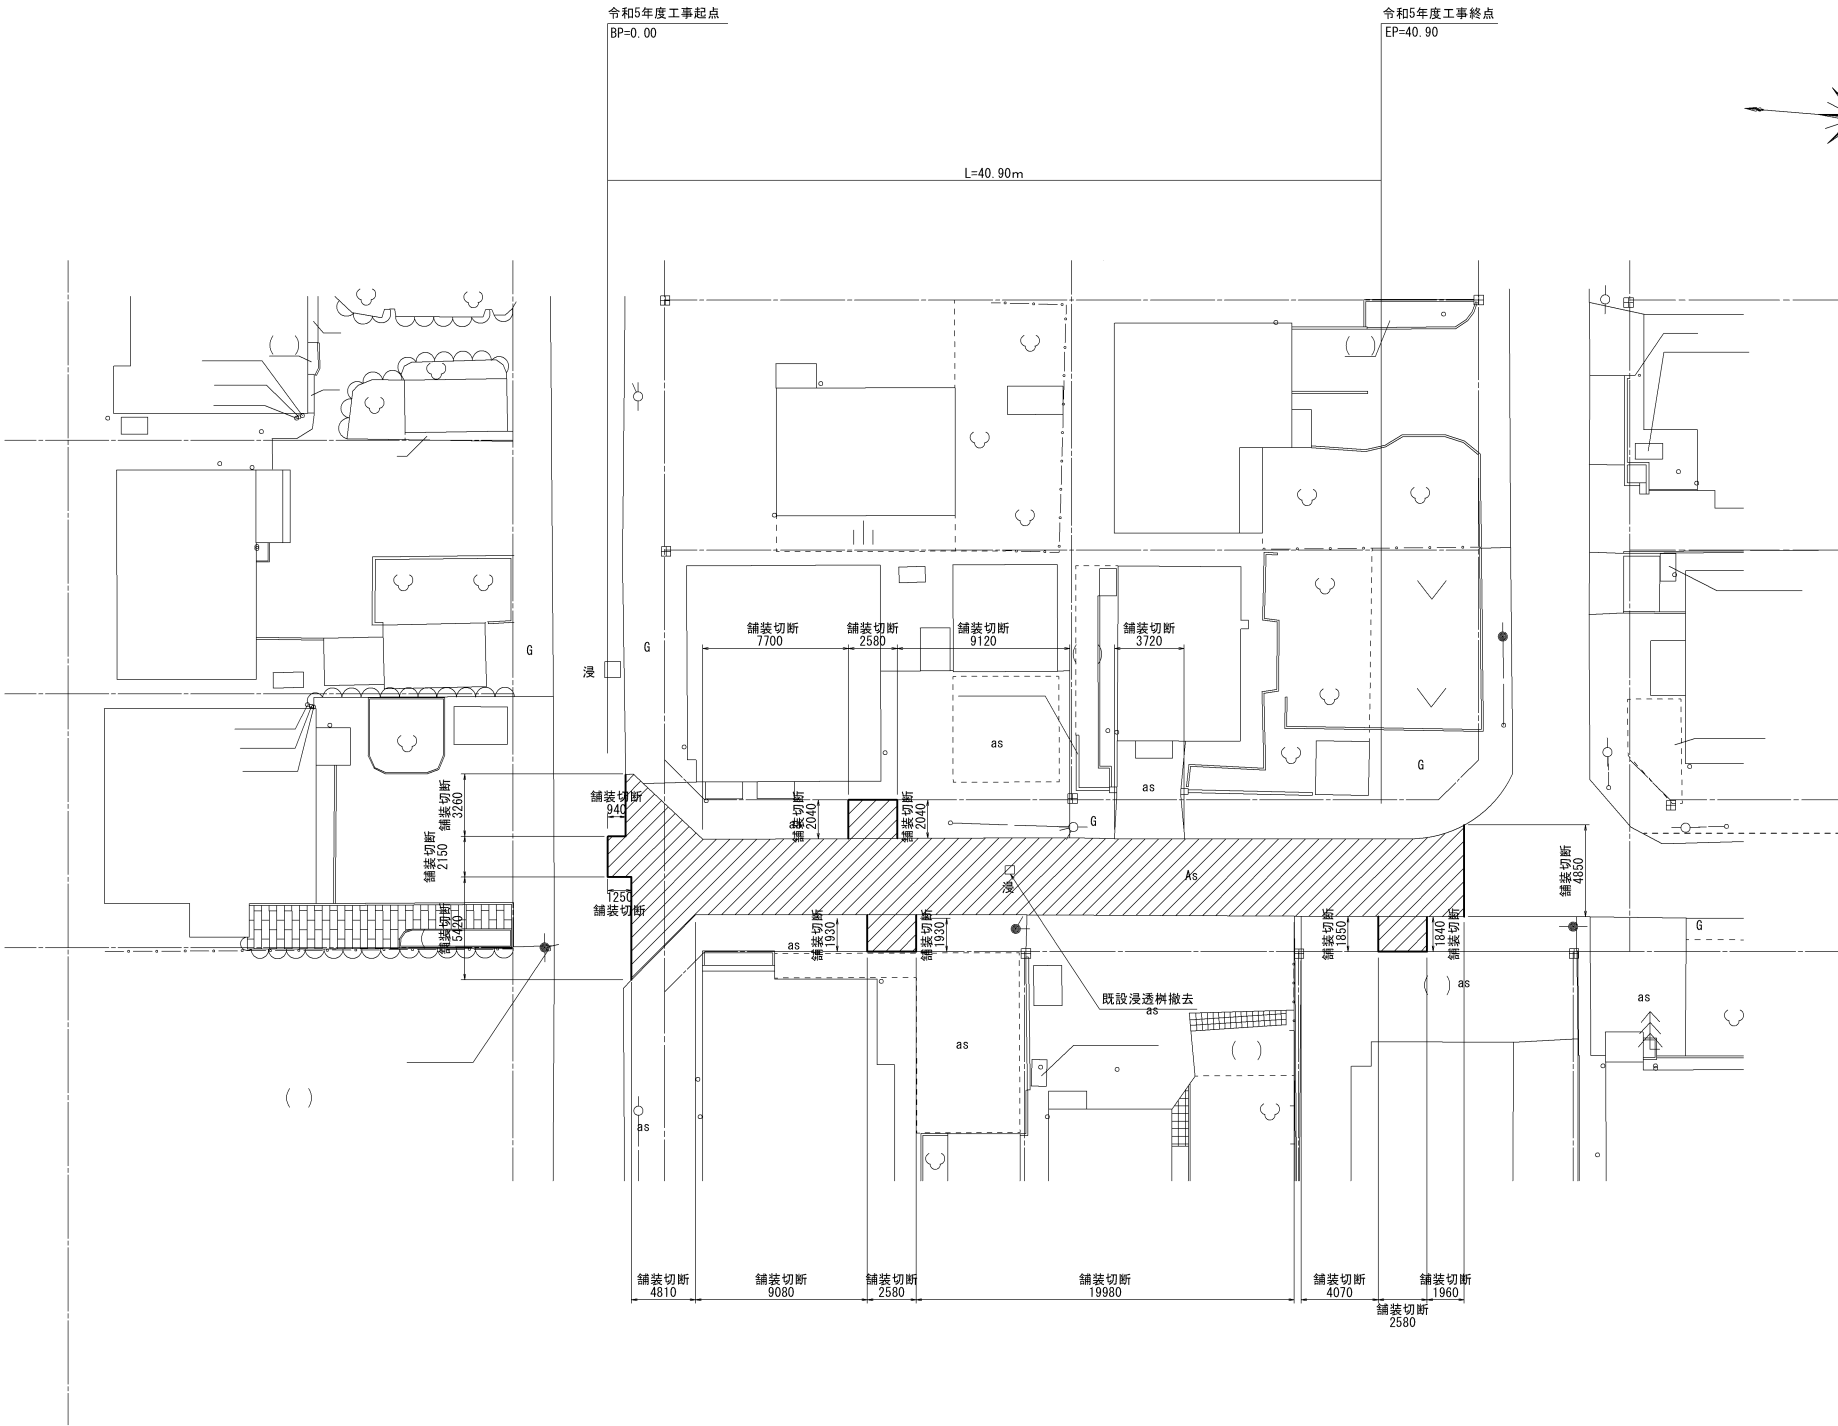 令和5年度工事起点
BP=0.00
令和5年度工事終点
EP=40.90
L=40.90m
G
浸
G
舗装切断
7700
舗装切断
2580
舗装切断
9120
舗装切断
3720
as
as
G
舗装切断
3260
舗装切断
940
舗装切断
2040
as
舗装切断
2040
G
舗装切断
2150
1250
舗装切断
浸
As
舗装切断
4850
舗装切断
5420
as
舗装切断
1930
舗装切断
1930
舗装切断
1850
1840
舗装切断
G
as
as
既設浸透桝撤去
as
as
as
舗装切断
4810
舗装切断
9080
舗装切断
2580
舗装切断
19980
舗装切断
4070
舗装切断
2580
舗装切断
1960